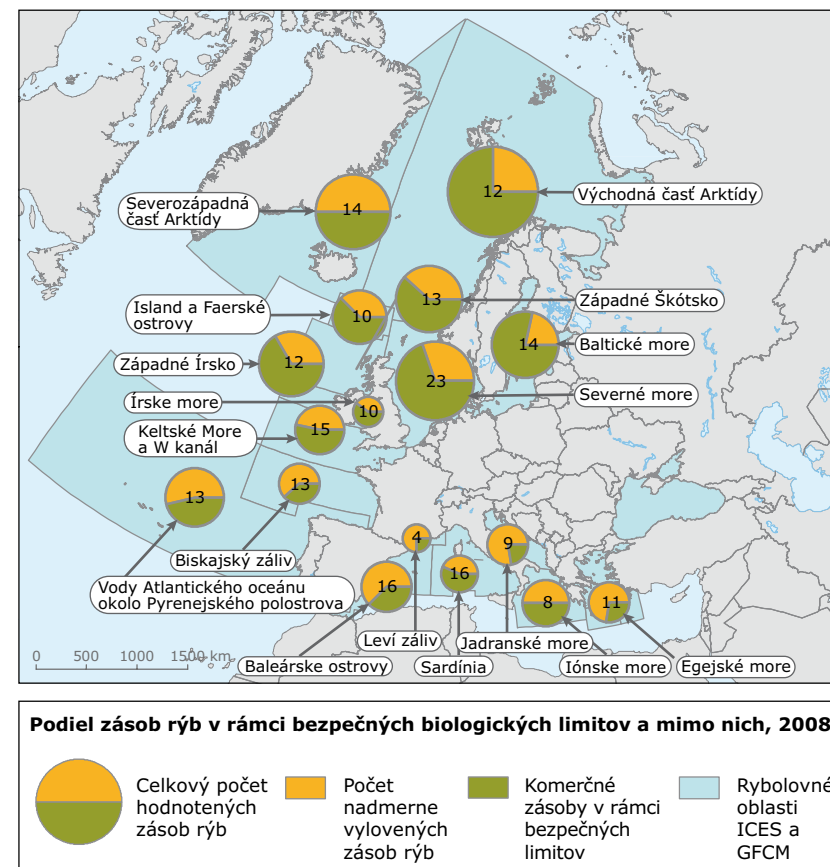 14
12
Východná časť Arktídy
Severozápadná
časť Arktídy
Island a Faerské
ostrovy
10
13
Západné Škótsko
Západné Írsko
12
14
Baltické more
23
Severné more
Írske more
10
Keltské More
a W kanál
15
13
13
Biskajský záliv
Vody Atlantického oceánu
okolo Pyrenejského polostrova
4
9
16
16
8
11
Leví záliv
Jadranské more
Baleárske ostrovy
Sardínia
Iónske more
Egejské more
0 500 1000 1500 km
Podiel zásob rýb v rámci bezpečných biologických limitov a mimo nich, 2008
Celkový počet
hodnotených
zásob rýb
Počet
nadmerne
vylovených
zásob rýb
Komerčné
zásoby v rámci
bezpečných
limitov
Rybolovné
oblasti
ICES a
GFCM